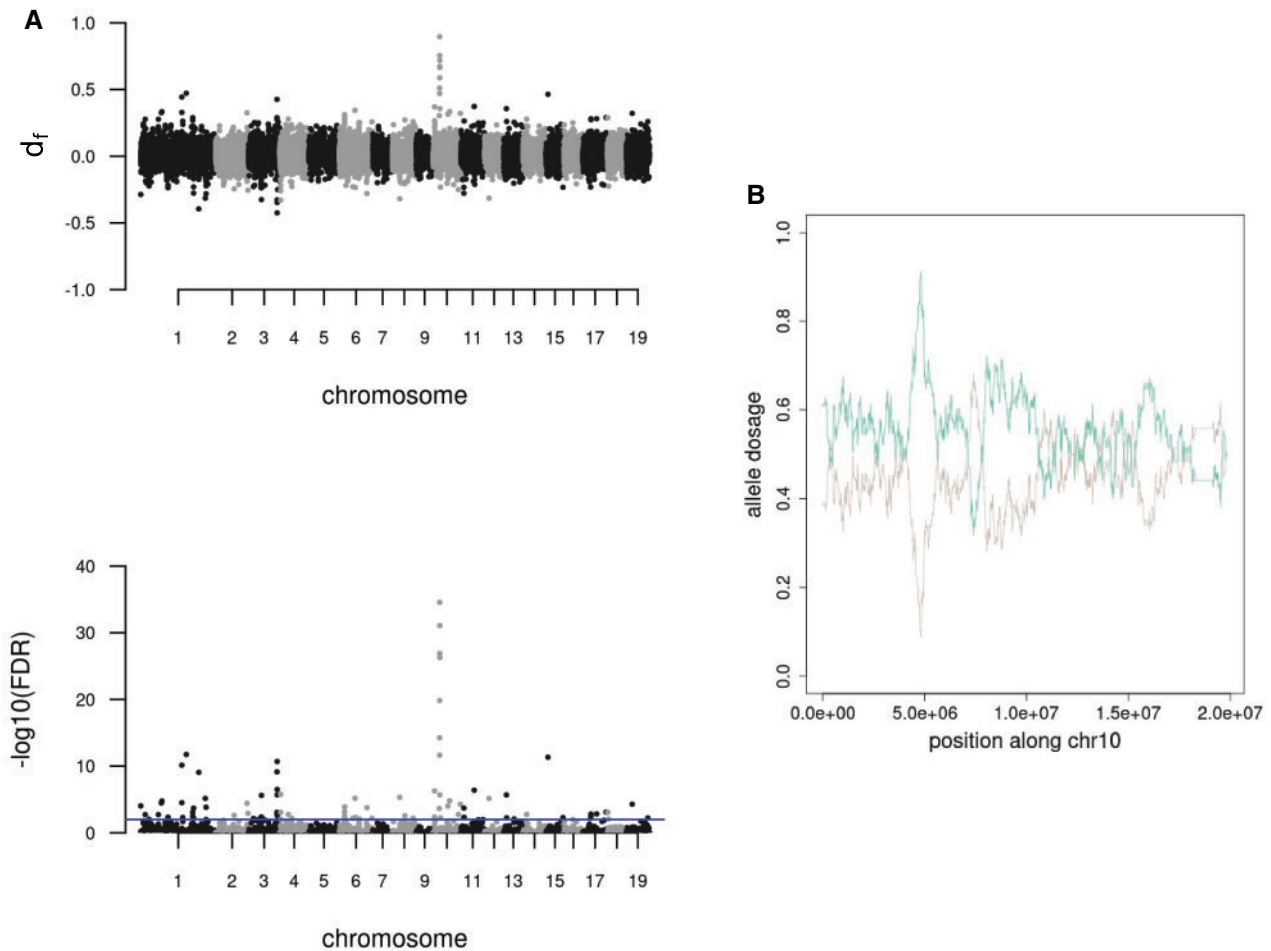 A
1.0
0.5
0.0
-0.5
-1.0
df
1 2 3 4 5 6 7 9 11 13 15 17 19
chromosome
40
30
20
10
0
-log10(FDR)
1 2 3 4 5 6 7 9 11 13 15 17 19
chromosome
B
1.0
0.8
0.6
0.4
0.2
0.0
allele dosage
0.0e+00 5.0e+06 1.0e+07 1.5e+07 2.0e+07
position along chr10